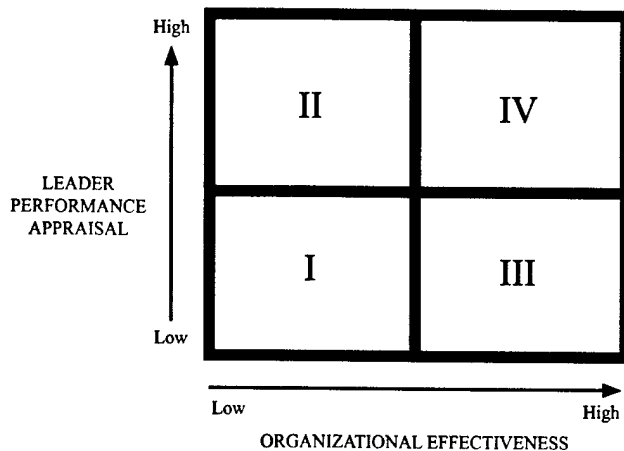 High
II
IV
LEADER
PERFORMANCE
APPRAISAL
I
III
Low
Low
High
ORGANIZATIONAL EFFECTIVENESS